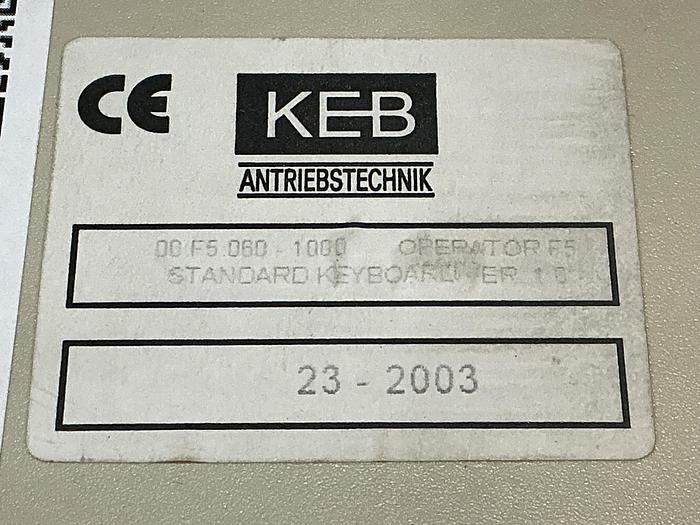 CE
KEB
ANTRIEBSTECHNIK
00.F5.060 - 1000 OPERATOR F5
STANDARD KEYBOARD VER. 1.0
23 - 2003